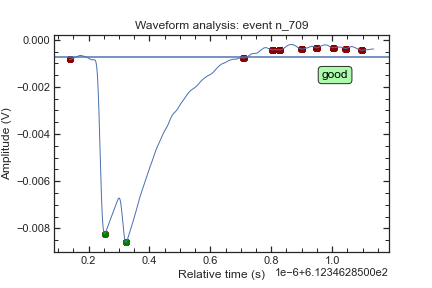 Waveform analysis: event n_709
0.000
−0.002
−0.004
−0.006
−0.008
Amplitude (V)
good
0.2
0.4
0.6
0.8
1.0
Relative time (s)
1e−6+6.1234628500e2